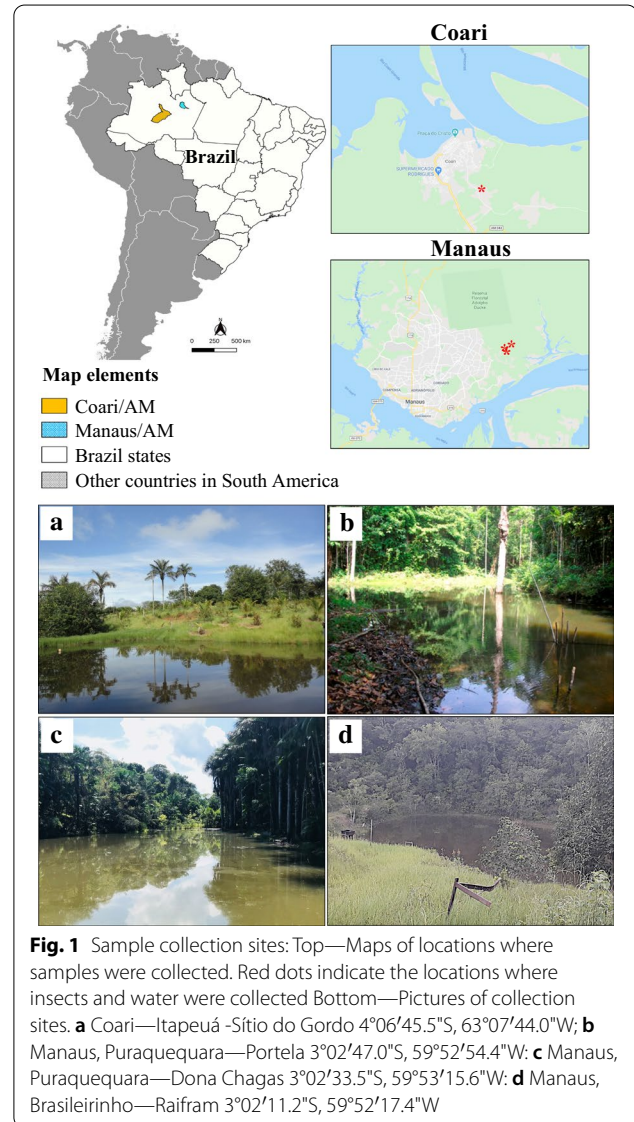 Brazil
N
0 250 500 km
Map elements
Coari/AM
Manaus/AM
Brazil states
Other countries in South America
Coari
Coari
SUPERMERCADO
RODRIGUES
Manaus
Manaus
a
b
c
d
Fig. 1 Sample collection sites: Top—Maps of locations where
samples were collected. Red dots indicate the locations where
insects and water were collected Bottom—Pictures of collection
sites. a Coari—Itapeuá -Sítio do Gordo 4°06′45.5"S, 63°07′44.0"W; b
Manaus, Puraquequara—Portela 3°02′47.0"S, 59°52′54.4"W: c Manaus,
Puraquequara—Dona Chagas 3°02′33.5"S, 59°53′15.6"W: d Manaus,
Brasileirinho—Raifram 3°02′11.2"S, 59°52′17.4"W